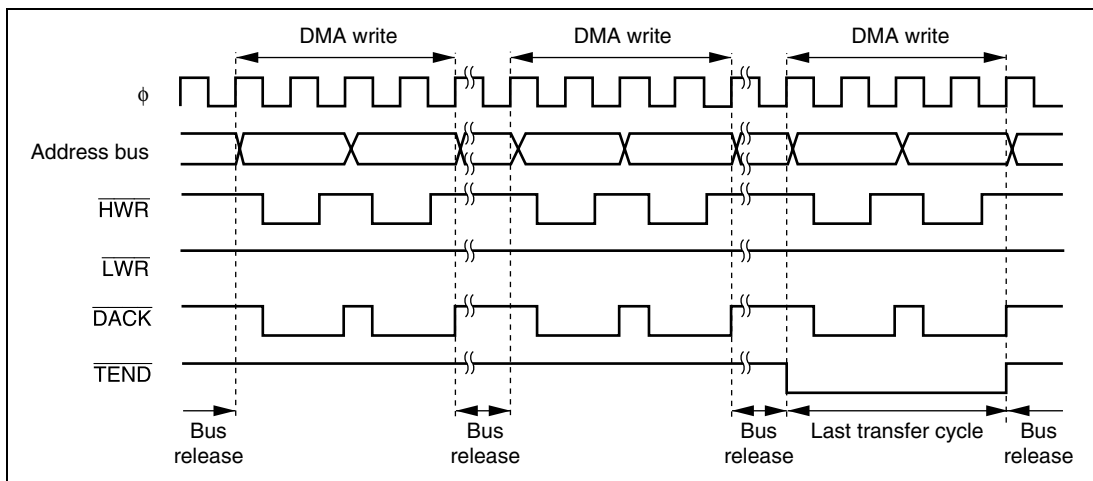 DMA write DMA write DMA write
ϕ
Address bus
HWR
LWR
DACK
TEND
Bus release
Bus release
Bus release
Last transfer cycle
Bus release